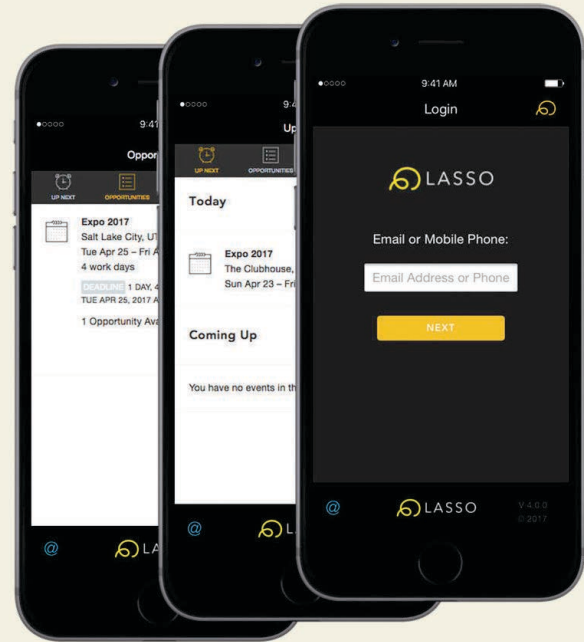 9:41
Oppor
UP NEXT
OPPORTUNITIES
Expo 2017
Salt Lake City, UT
Tue Apr 25 – Fri A
4 work days
DEADLINE 1 DAY, 4
TUE APR 25, 2017 A
1 Opportunity Ava
@
LA
9:4
Up
UP NEXT
OPPORTUNITIES
Today
Expo 2017
The Clubhouse,
Sun Apr 23 – Fri
Coming Up
You have no events in th
@
L
9:41 AM
Login
LASSO
Email or Mobile Phone:
Email Address or Phone
NEXT
@
LASSO
V 4.0.0
© 2017